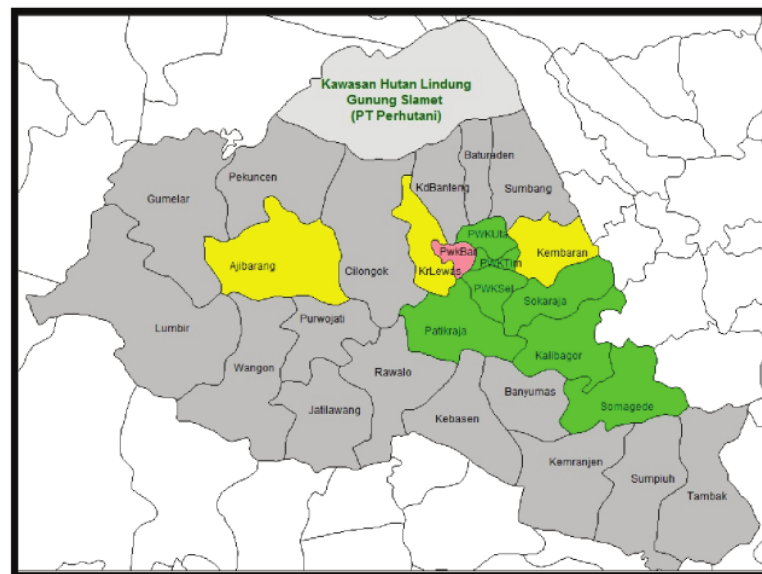 Kawasan Hutan Lindung
Gunung Slamet
(PT Perhutani)
Baturaden
Pekuncen
KdBanteng
Sumbang
Gumelar
PWKUta
PwkBar
Kembaran
Ajibarang
Cilongok
KrLewas
PWKTim
PWKSel
Sokaraja
Purwojati
Lumbir
Patikraja
Kalibagor
Wangon
Rawalo
Banyumas
Jatilawang
Kebasen
Somagede
Kemranjen
Sumpiuh
Tambak